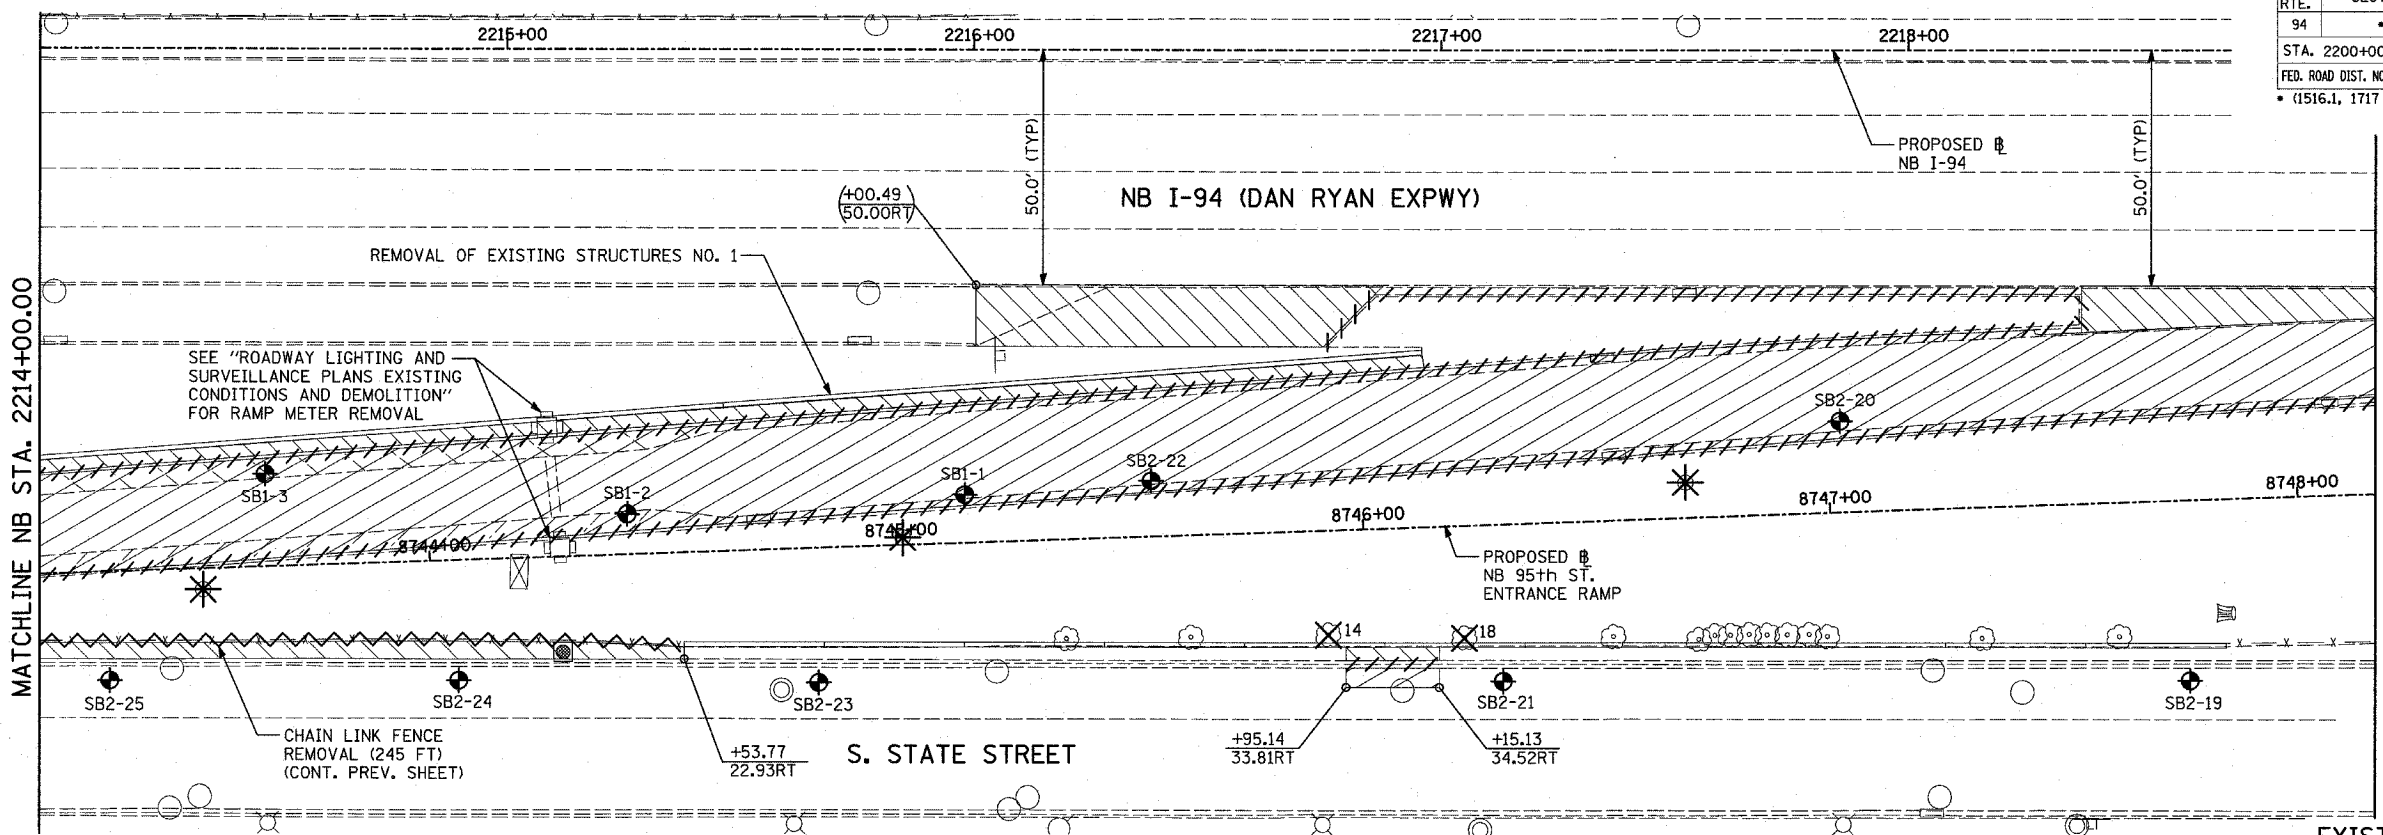 RTE.
94 *
STA. 2200+00
FED. ROAD DIST. NO
* (1516.1, 1717
2215+00
2216+00
2217+00
2218+00
50.0' (TYP)
50.0' (TYP)
PROPOSED B
NB I-94
NB I-94 (DAN RYAN EXPWY)
(+00.49
50.00RT)
REMOVAL OF EXISTING STRUCTURES NO. 1
MATCHLINE NB STA. 2214+00.00
SEE "ROADWAY LIGHTING AND
SURVEILLANCE PLANS EXISTING
CONDITIONS AND DEMOLITION"
FOR RAMP METER REMOVAL
SB2-20
SB2-22
SB1-1
SB1-3
SB1-2
8744+00
8745+00
8746+00
8747+00
8748+00
PROPOSED B
NB 95th ST.
ENTRANCE RAMP
14
18
SB2-25
SB2-24
SB2-23
SB2-21
SB2-19
CHAIN LINK FENCE
REMOVAL (245 FT)
(CONT. PREV. SHEET)
+53.77
22.93RT
S. STATE STREET
+95.14
33.81RT
+15.13
34.52RT